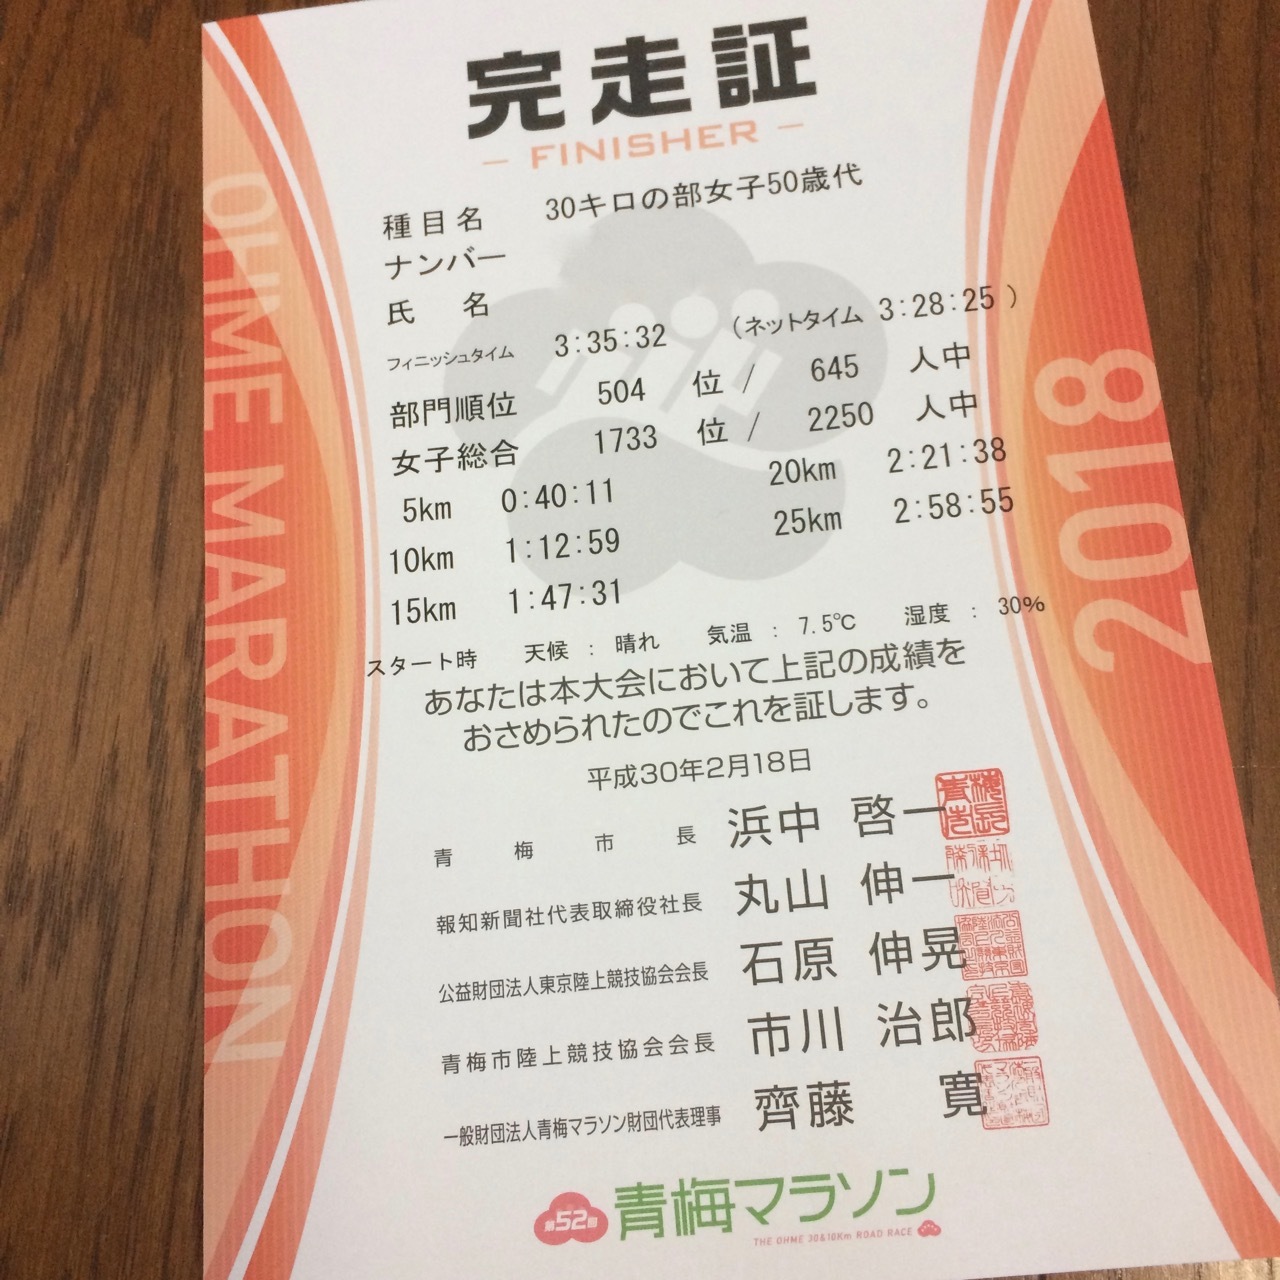 完走証
- FINISHER -
種目名 30キロの部女子50歳代
ナンバー
氏 名
フィニッシュタイム 3:35:32 (ネットタイム 3:28:25 )
部門順位 504 位 / 645 人中
女子総合 1733 位 / 2250 人中
5km 0:40:11
20km 2:21:38
10km 1:12:59
25km 2:58:55
15km 1:47:31
スタート時 天候 : 晴れ 気温 : 7.5℃ 湿度 : 30%
あなたは本大会において上記の成績を
おさめられたのでこれを証します。
平成30年2月18日
青梅市長 浜中 啓一
報知新聞社代表取締役社長 丸山 伸一
公益財団法人東京陸上競技協会会長 石原 伸晃
青梅市陸上競技協会会長 市川 治郎
一般財団法人青梅マラソン財団代表理事 齊藤 寛
第52回 青梅マラソン
THE OHME 30&10Km ROAD RACE
OHME MARATHON
2018